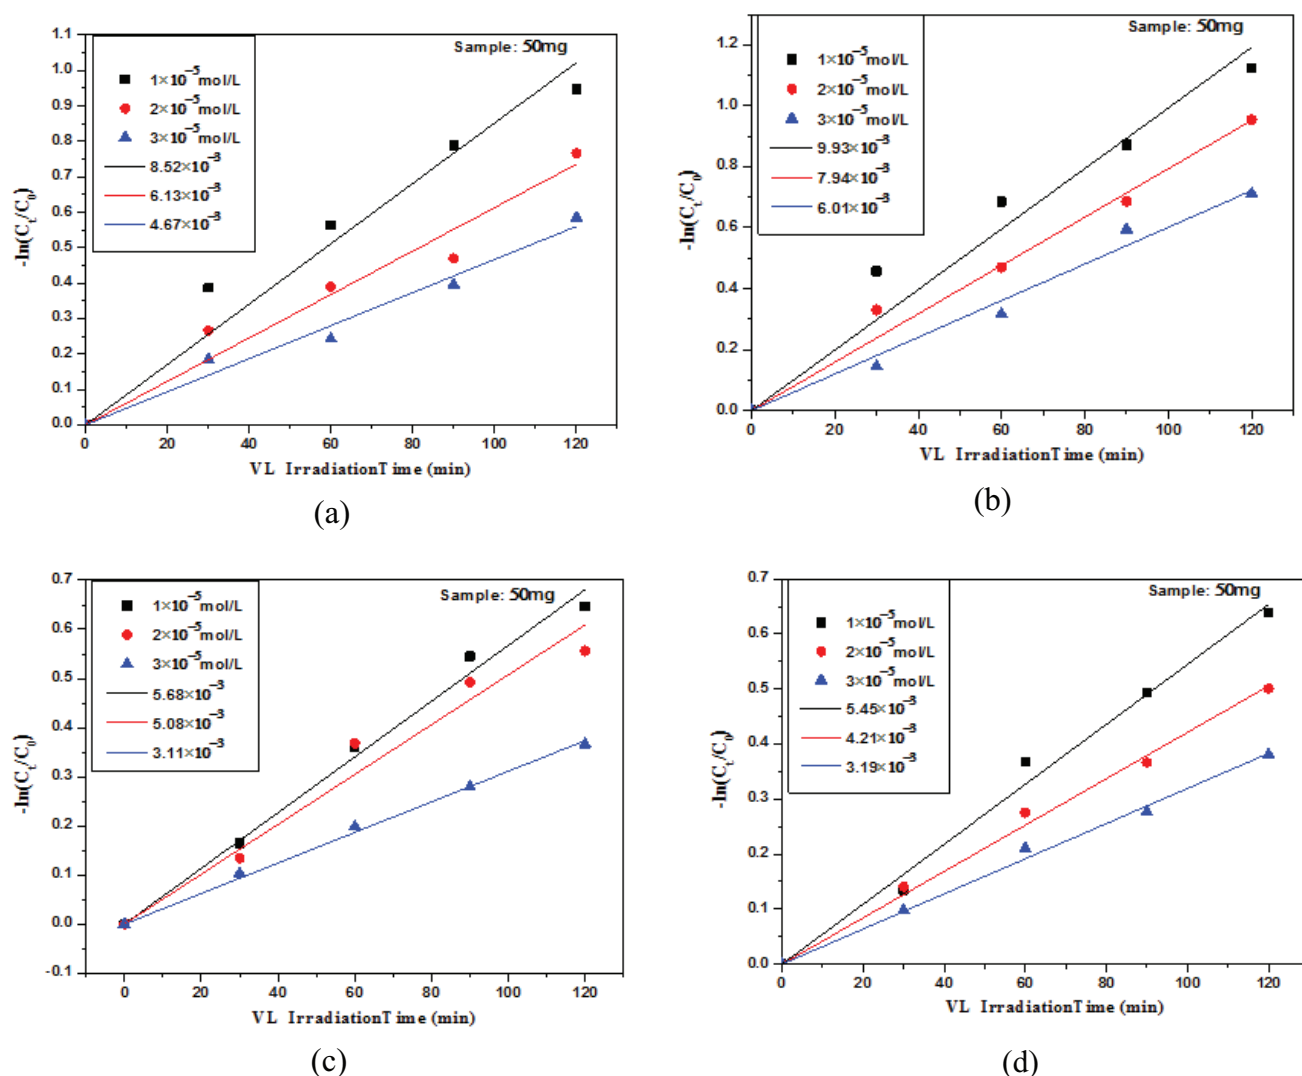 Sample: 50mg
1×10⁻⁵mol/L
2×10⁻⁵mol/L
3×10⁻⁵mol/L
8.52×10⁻³
6.13×10⁻³
4.67×10⁻³
-ln(Cₜ/C₀)
1.1
1.0
0.9
0.8
0.7
0.6
0.5
0.4
0.3
0.2
0.1
0.0
0 20 40 60 80 100 120
VL IrradiationTime (min)
(a)
Sample: 50mg
1×10⁻⁵mol/L
2×10⁻⁵mol/L
3×10⁻⁵mol/L
9.93×10⁻³
7.94×10⁻³
6.01×10⁻³
-ln(Cₜ/C₀)
1.2
1.0
0.8
0.6
0.4
0.2
0.0
0 20 40 60 80 100 120
VL IrradiationTime (min)
(b)
Sample: 50mg
1×10⁻⁵mol/L
2×10⁻⁵mol/L
3×10⁻⁵mol/L
5.68×10⁻³
5.08×10⁻³
3.11×10⁻³
-ln(Cₜ/C₀)
0.7
0.6
0.5
0.4
0.3
0.2
0.1
0.0
-0.1
0 20 40 60 80 100 120
VL IrradiationTime (min)
(c)
Sample: 50mg
1×10⁻⁵mol/L
2×10⁻⁵mol/L
3×10⁻⁵mol/L
5.45×10⁻³
4.21×10⁻³
3.19×10⁻³
-ln(Cₜ/C₀)
0.7
0.6
0.5
0.4
0.3
0.2
0.1
0.0
0 20 40 60 80 100 120
VL IrradiationTime (min)
(d)